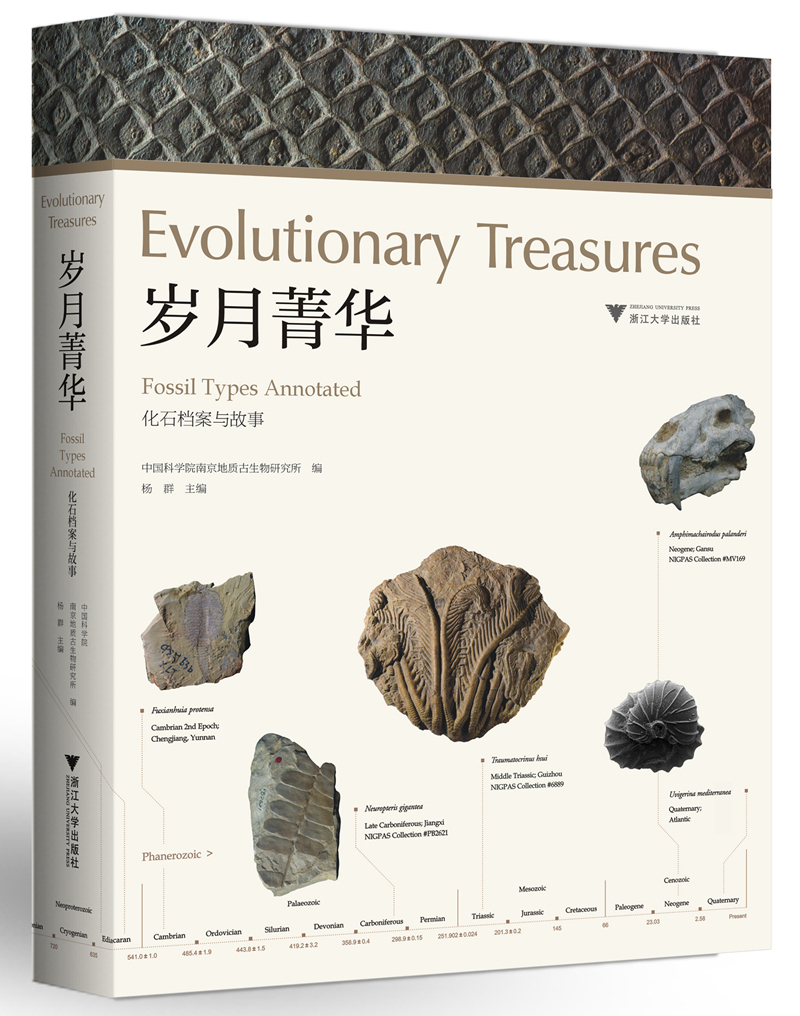 Evolutionary
Treasures
岁月菁华
Fossil
Types
Annotated
化石档案与故事
中国科学院
南京地质古生物研究所 编
杨 群 主编
浙江大学出版社
ZHEJIANG UNIVERSITY PRESS
Evolutionary Treasures
岁月菁华
ZHEJIANG UNIVERSITY PRESS
浙江大学出版社
Fossil Types Annotated
化石档案与故事
中国科学院南京地质古生物研究所 编
杨 群 主编
Amphimachairodus palanderi
Neogene; Gansu
NIGPAS Collection #MV169
Fuxianhuia protensa
Cambrian 2nd Epoch;
Chengjiang, Yunnan
Traumatocrinus hsui
Middle Triassic; Guizhou
NIGPAS Collection #6889
Uvigerina mediterranea
Quaternary;
Atlantic
Neuropteris gigantea
Late Carboniferous; Jiangxi
NIGPAS Collection #PB2621
Phanerozoic >
Neoproterozoic
Palaeozoic
Mesozoic
Cenozoic
Cryogenian
Ediacaran
Cambrian
Ordovician
Silurian
Devonian
Carboniferous
Permian
Triassic
Jurassic
Cretaceous
Paleogene
Neogene
Quaternary
720
635
541.0 ± 1.0
485.4 ± 1.9
443.8 ± 1.5
419.2 ± 3.2
358.9 ± 0.4
298.9 ± 0.15
251.902 ± 0.024
201.3 ± 0.2
145
66
23.03
2.58
Present